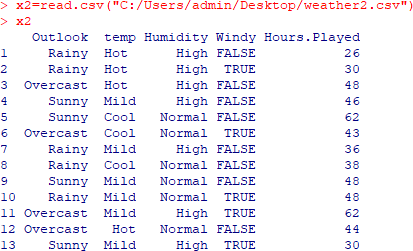 > x2=read.csv("C:/Users/admin/Desktop/weather2.csv")
> x2
Outlook temp Humidity Windy Hours.Played
1 Rainy Hot High FALSE 26
2 Rainy Hot High TRUE 30
3 Overcast Hot High FALSE 48
4 Sunny Mild High FALSE 46
5 Sunny Cool Normal FALSE 62
6 Overcast Cool Normal TRUE 43
7 Rainy Mild High FALSE 36
8 Rainy Cool Normal FALSE 38
9 Sunny Mild Normal FALSE 48
10 Rainy Mild Normal TRUE 48
11 Overcast Mild High TRUE 62
12 Overcast Hot Normal FALSE 44
13 Sunny Mild High TRUE 30